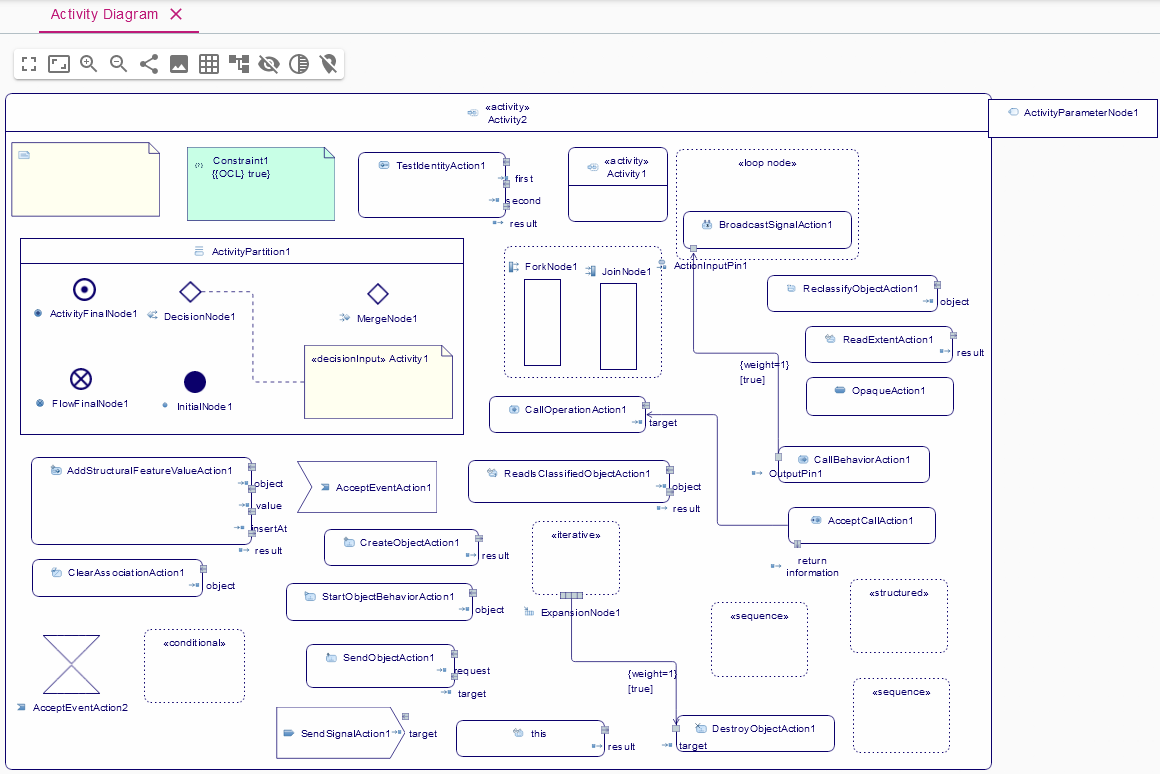 Activity Diagram
«activity»
Activity2
ActivityParameterNode1
Constraint1
{{OCL} true}
TestIdentityAction1
first
second
result
«activity»
Activity1
«loop node»
BroadcastSignalAction1
ActionInputPin1
ActivityPartition1
ActivityFinalNode1
DecisionNode1
MergeNode1
«decisionInput» Activity1
FlowFinalNode1
InitialNode1
ForkNode1
JoinNode1
ReclassifyObjectAction1
object
ReadExtentAction1
result
{weight=1}
[true]
OpaqueAction1
CallOperationAction1
target
CallBehaviorAction1
OutputPin1
AddStructuralFeatureValueAction1
object
value
insertAt
result
AcceptEventAction1
ReadIsClassifiedObjectAction1
object
result
AcceptCallAction1
return
information
CreateObjectAction1
result
«iterative»
ExpansionNode1
ClearAssociationAction1
object
StartObjectBehaviorAction1
object
«structured»
«sequence»
«conditional»
AcceptEventAction2
SendObjectAction1
request
target
{weight=1}
[true]
«sequence»
SendSignalAction1
target
this
result
DestroyObjectAction1
target